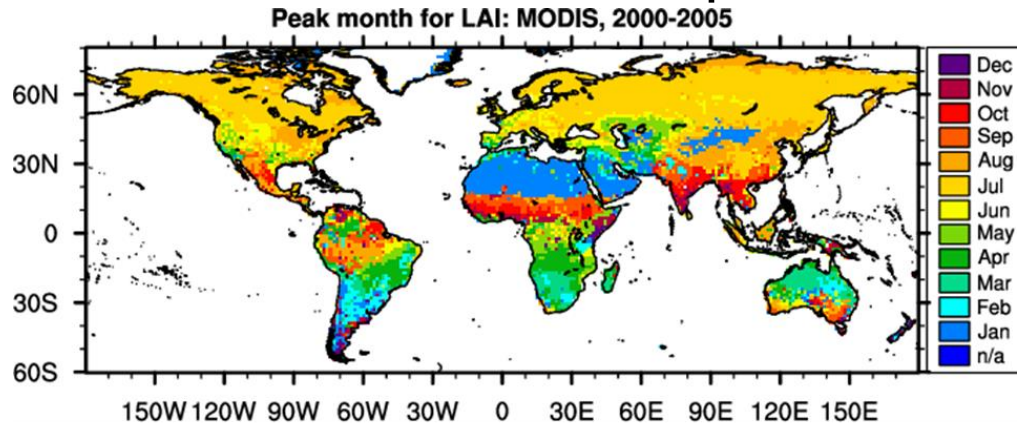 Peak month for LAI: MODIS, 2000-2005
60N
30N
0
30S
60S
150W 120W 90W 60W 30W 0 30E 60E 90E 120E 150E
Dec
Nov
Oct
Sep
Aug
Jul
Jun
May
Apr
Mar
Feb
Jan
n/a